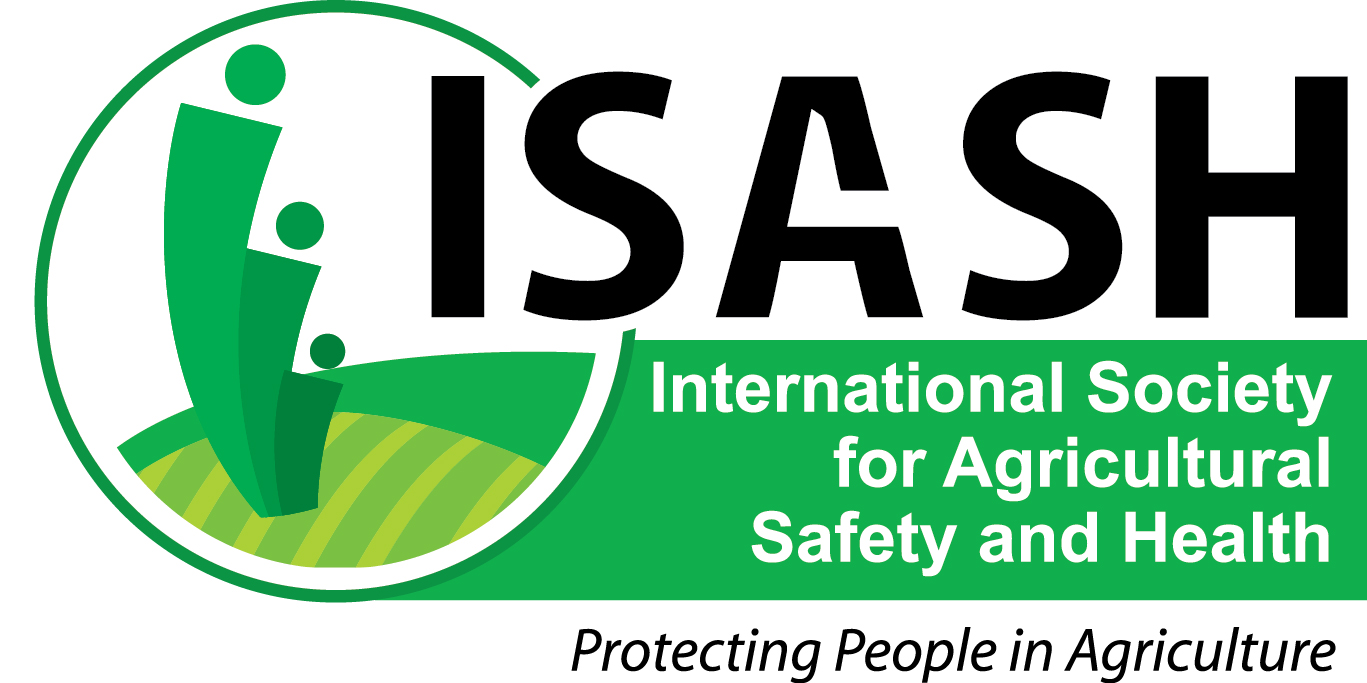 ISASH
International Society
for Agricultural
Safety and Health
Protecting People in Agriculture